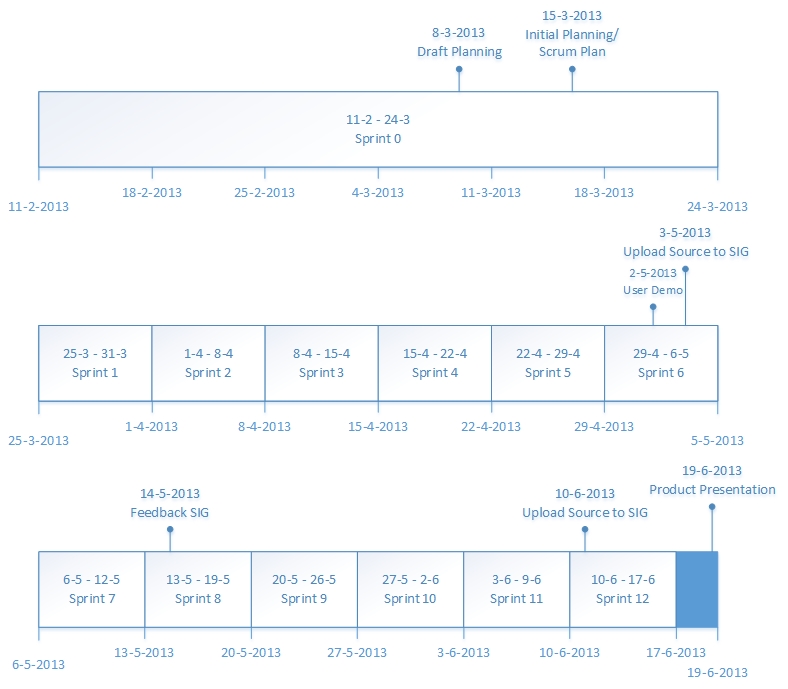 8-3-2013
Draft Planning
15-3-2013
Initial Planning/
Scrum Plan
11-2 - 24-3
Sprint 0
11-2-2013
18-2-2013
25-2-2013
4-3-2013
11-3-2013
18-3-2013
24-3-2013
3-5-2013
Upload Source to SIG
2-5-2013
User Demo
25-3 - 31-3
Sprint 1
1-4 - 8-4
Sprint 2
8-4 - 15-4
Sprint 3
15-4 - 22-4
Sprint 4
22-4 - 29-4
Sprint 5
29-4 - 6-5
Sprint 6
25-3-2013
1-4-2013
8-4-2013
15-4-2013
22-4-2013
29-4-2013
5-5-2013
14-5-2013
Feedback SIG
10-6-2013
Upload Source to SIG
19-6-2013
Product Presentation
6-5 - 12-5
Sprint 7
13-5 - 19-5
Sprint 8
20-5 - 26-5
Sprint 9
27-5 - 2-6
Sprint 10
3-6 - 9-6
Sprint 11
10-6 - 17-6
Sprint 12
6-5-2013
13-5-2013
20-5-2013
27-5-2013
3-6-2013
10-6-2013
17-6-2013
19-6-2013